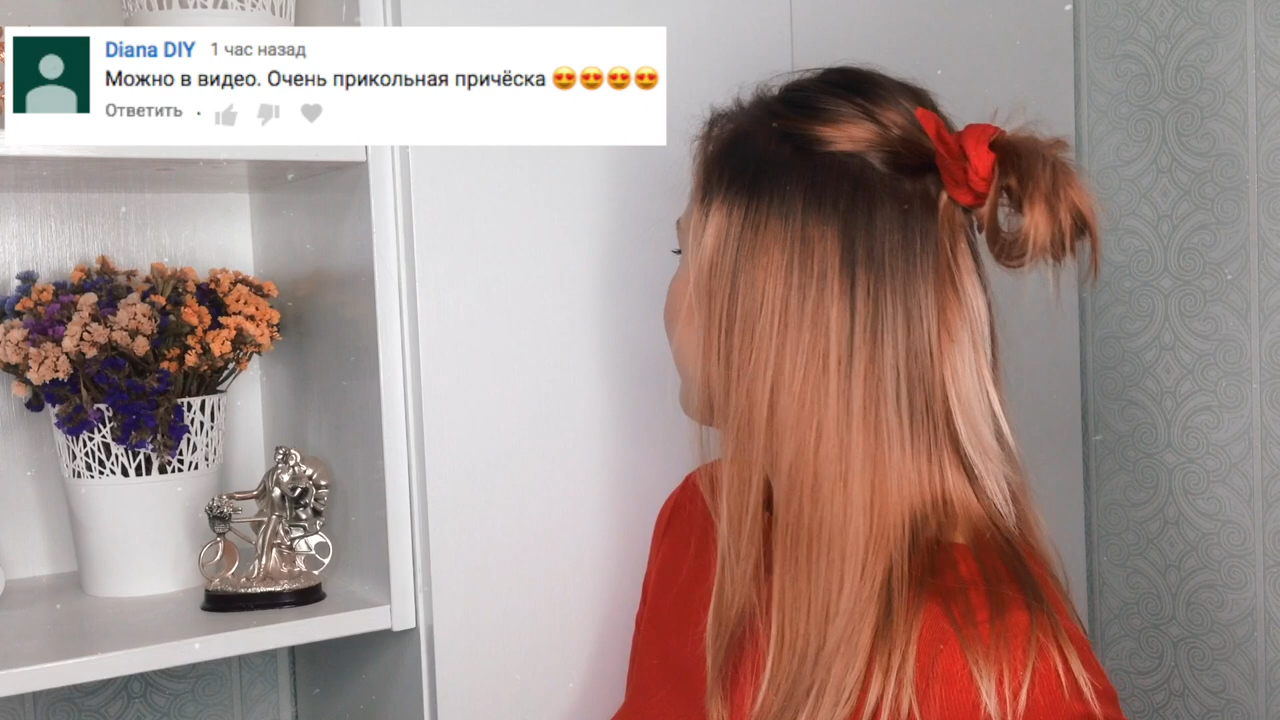 Diana DIY 1 час назад
Можно в видео. Очень прикольная причёска 😍😍😍😍
Ответить ·